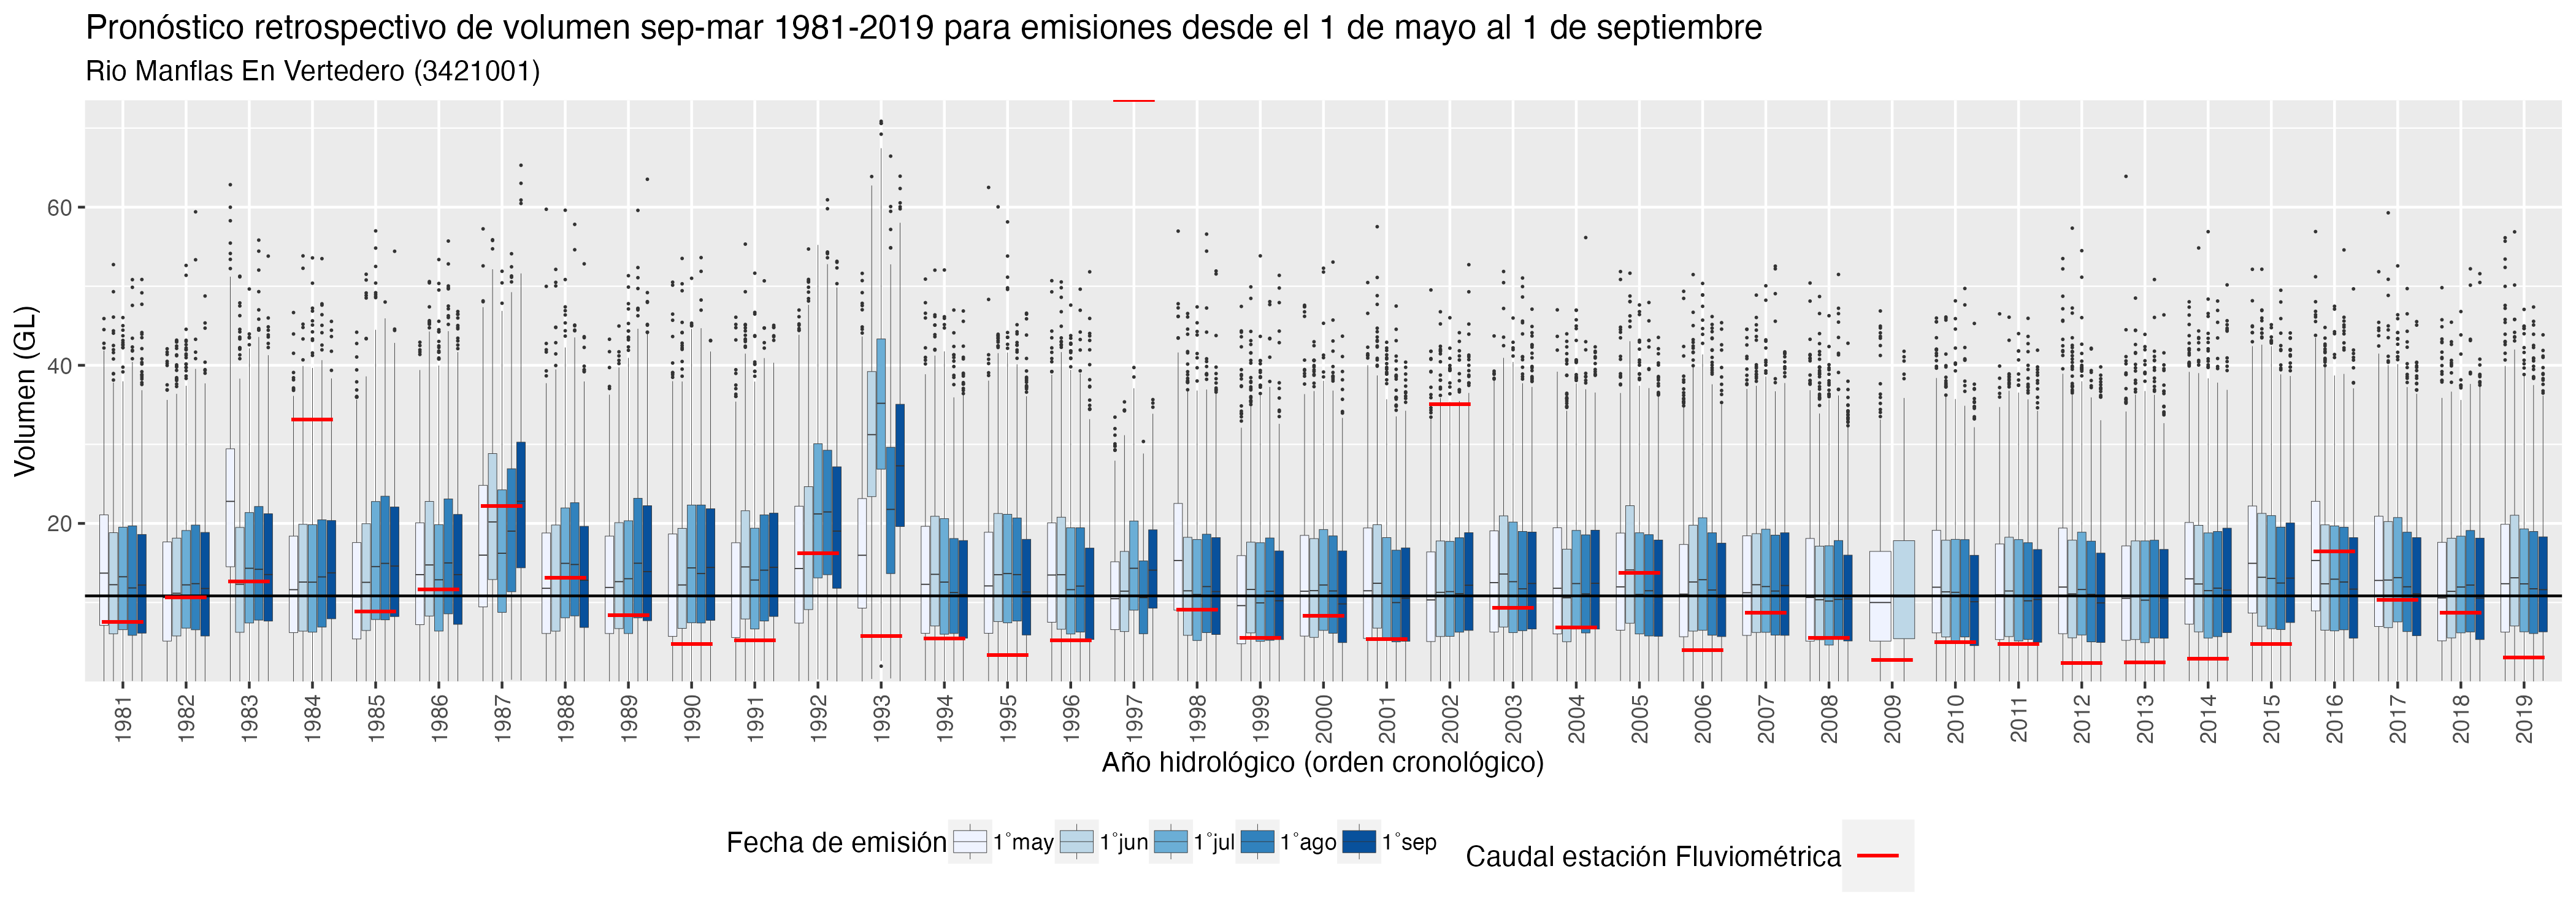 Pronóstico retrospectivo de volumen sep-mar 1981-2019 para emisiones desde el 1 de mayo al 1 de septiembre
Rio Manflas En Vertedero (3421001)
Volumen (GL)
60
40
20
1981 1982 1983 1984 1985 1986 1987 1988 1989 1990 1991 1992 1993 1994 1995 1996 1997 1998 1999 2000 2001 2002 2003 2004 2005 2006 2007 2008 2009 2010 2011 2012 2013 2014 2015 2016 2017 2018 2019
Año hidrológico (orden cronológico)
Fecha de emisión 1°may 1°jun 1°jul 1°ago 1°sep Caudal estación Fluviométrica